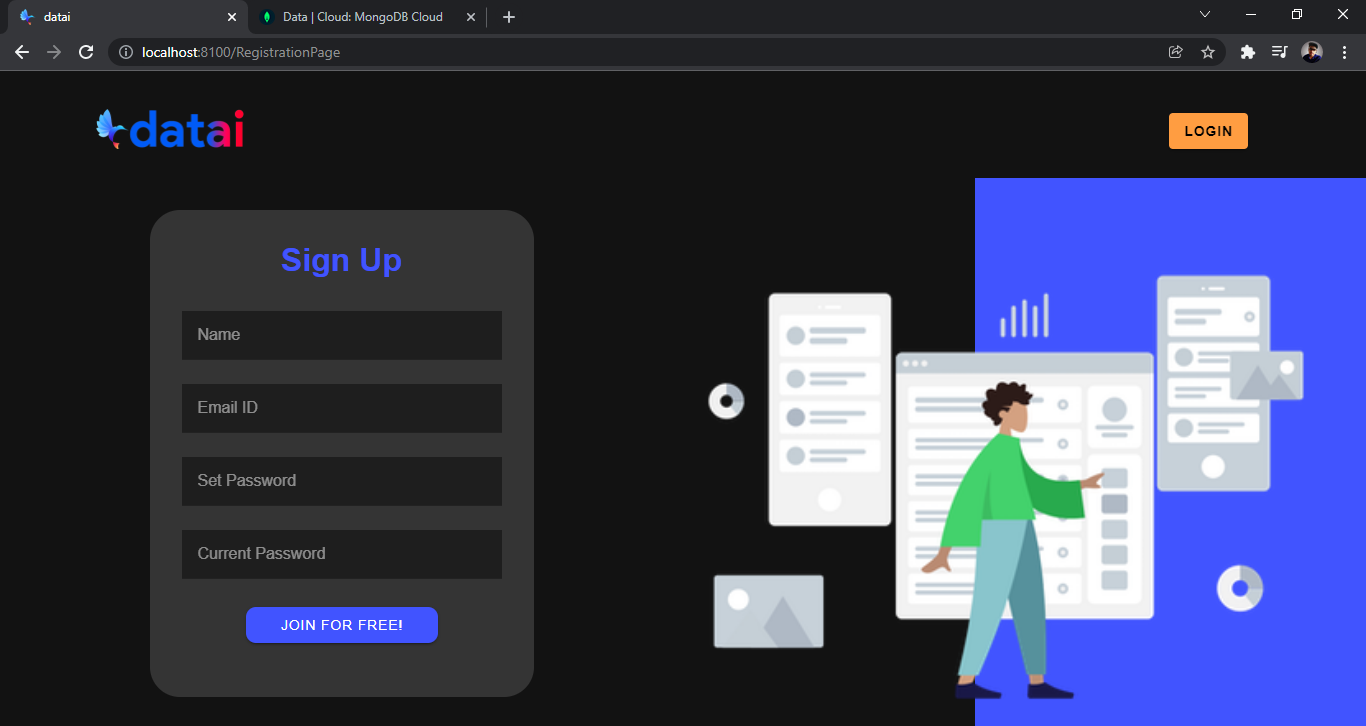 datai
Data | Cloud: MongoDB Cloud
localhost:8100/RegistrationPage
datai
LOGIN
Sign Up
Name
Email ID
Set Password
Current Password
JOIN FOR FREE!